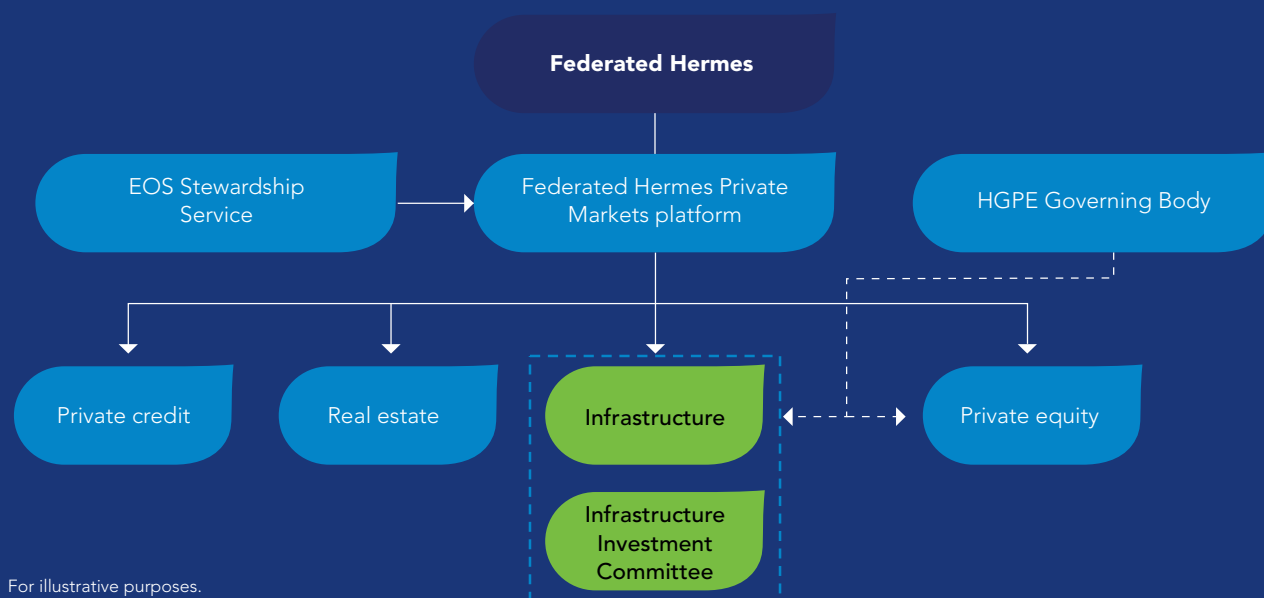 Federated Hermes
EOS Stewardship
Service
Federated Hermes Private
Markets platform
HGPE Governing Body
Private credit
Real estate
Infrastructure
Private equity
Infrastructure
Investment
Committee
For illustrative purposes.